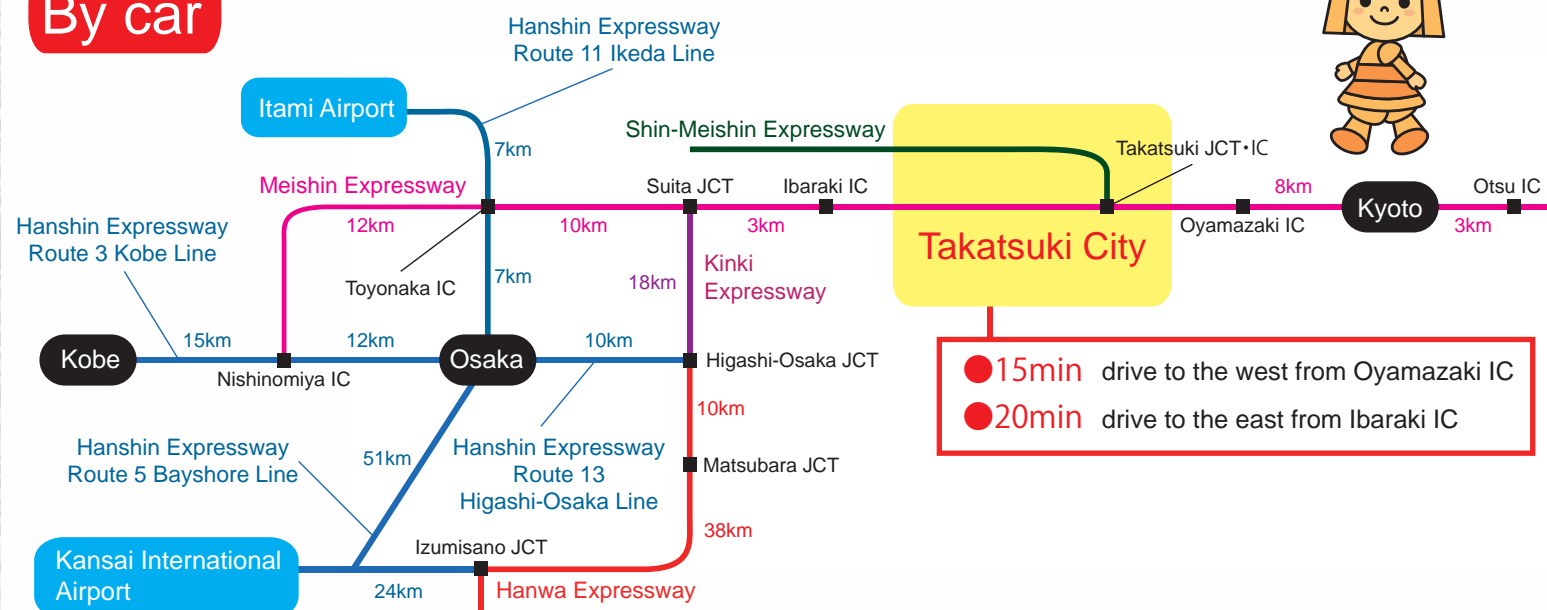 By car
Hanshin Expressway
Route 11 Ikeda Line
Itami Airport
7km
Shin-Meishin Expressway
Takatsuki JCT・IC
Meishin Expressway
Suita JCT
Ibaraki IC
8km
Otsu IC
Kyoto
12km
10km
3km
Oyamazaki IC
3km
Hanshin Expressway
Route 3 Kobe Line
Takatsuki City
Toyonaka IC
7km
18km
Kinki
Expressway
15km
12km
10km
Kobe
Osaka
Nishinomiya IC
Higashi-Osaka JCT
●15min drive to the west from Oyamazaki IC
●20min drive to the east from Ibaraki IC
10km
Hanshin Expressway
Route 5 Bayshore Line
51km
Hanshin Expressway
Route 13
Higashi-Osaka Line
Matsubara JCT
38km
Izumisano JCT
Kansai International
Airport
24km
Hanwa Expressway